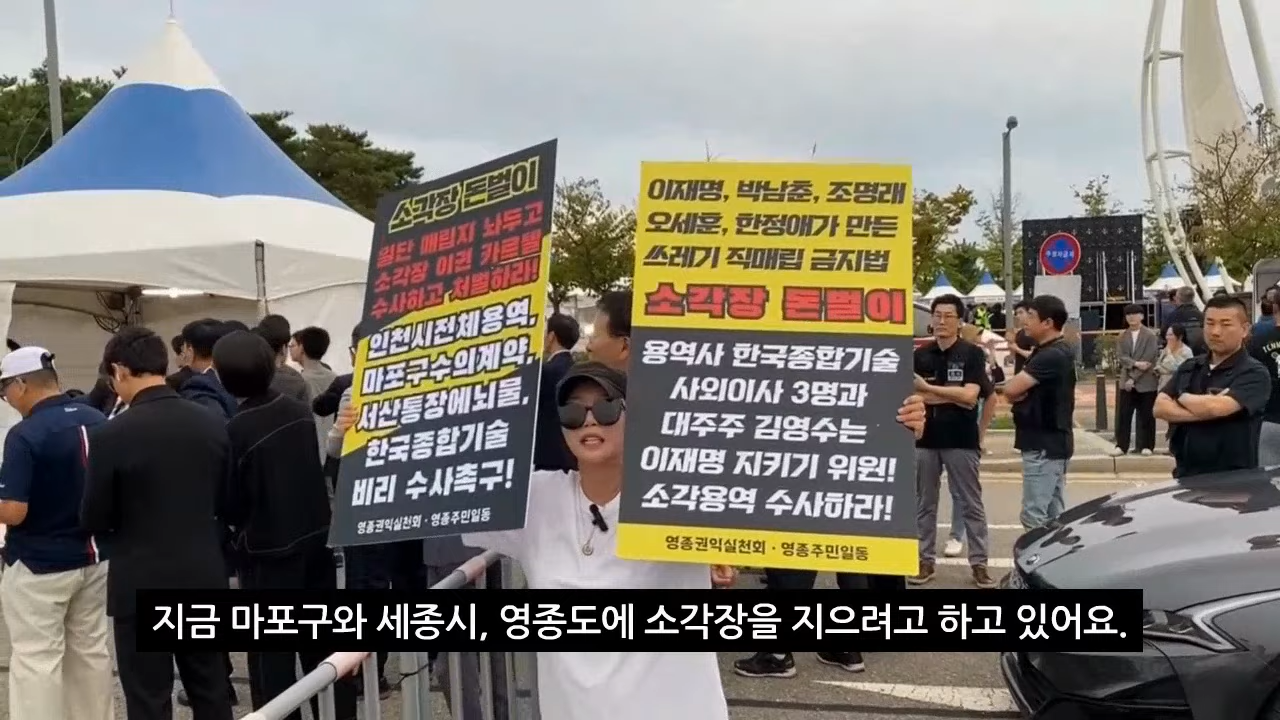 소각장 돈벌이
일단 매립지 놔두고
소각장 이권 카르텔
수사하고 처벌하라!
인천시전체용역,
마포구수의계약,
서산통장에뇌물,
한국종합기술
비리 수사촉구!
영종권익실천회 · 영종주민일동
이재명, 박남춘, 조명래
오세훈, 한정애가 만든
쓰레기 직매립 금지법
소각장 돈벌이
용역사 한국종합기술
사외이사 3명과
대주주 김영수는
이재명 지키기 위원!
소각용역 수사하라!
영종권익실천회 · 영종주민일동
지금 마포구와 세종시, 영종도에 소각장을 지으려고 하고 있어요.